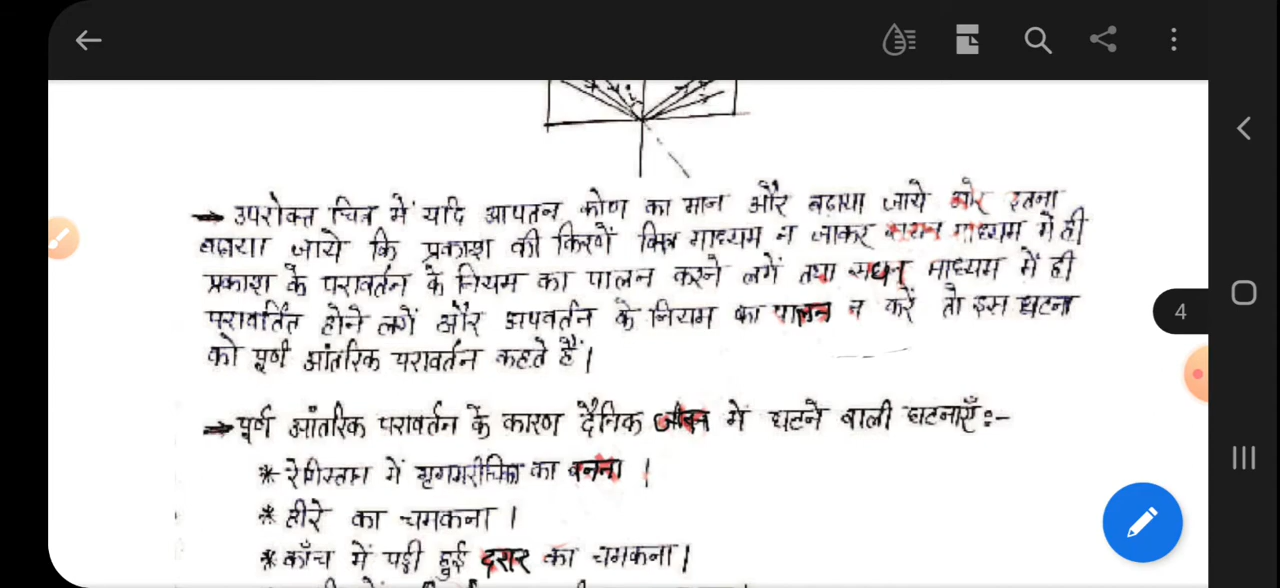 → उपरोक्त चित्र में यदि आपतन कोण का मान और बढ़ाया जाये और इतना
बढ़ाया जाये कि प्रकाश की किरणें भिन्न माध्यम न जाकर सघन माध्यम में ही
प्रकाश के परावर्तन के नियम का पालन करने लगें तथा सघन माध्यम में ही
परावर्तित होने लगें और अपवर्तन के नियम का पालन न करें तो इस घटना
4
को पूर्ण आंतरिक परावर्तन कहते हैं।
→ पूर्ण आंतरिक परावर्तन के कारण दैनिक जीवन में घटने बाली घटनाएँ :-
* रेगिस्तान में मृगमरीचिका का बनना ।
* हीरे का चमकना ।
* काँच में पड़ी हुई दरार का चमकना ।